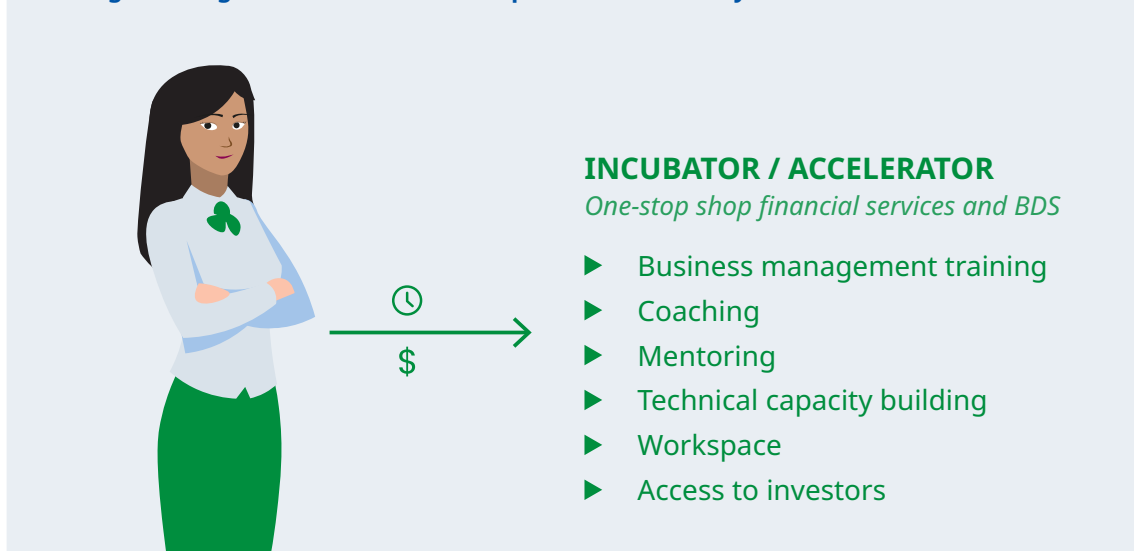 $
INCUBATOR / ACCELERATOR
One-stop shop financial services and BDS
Business management training
Coaching
Mentoring
Technical capacity building
Workspace
Access to investors